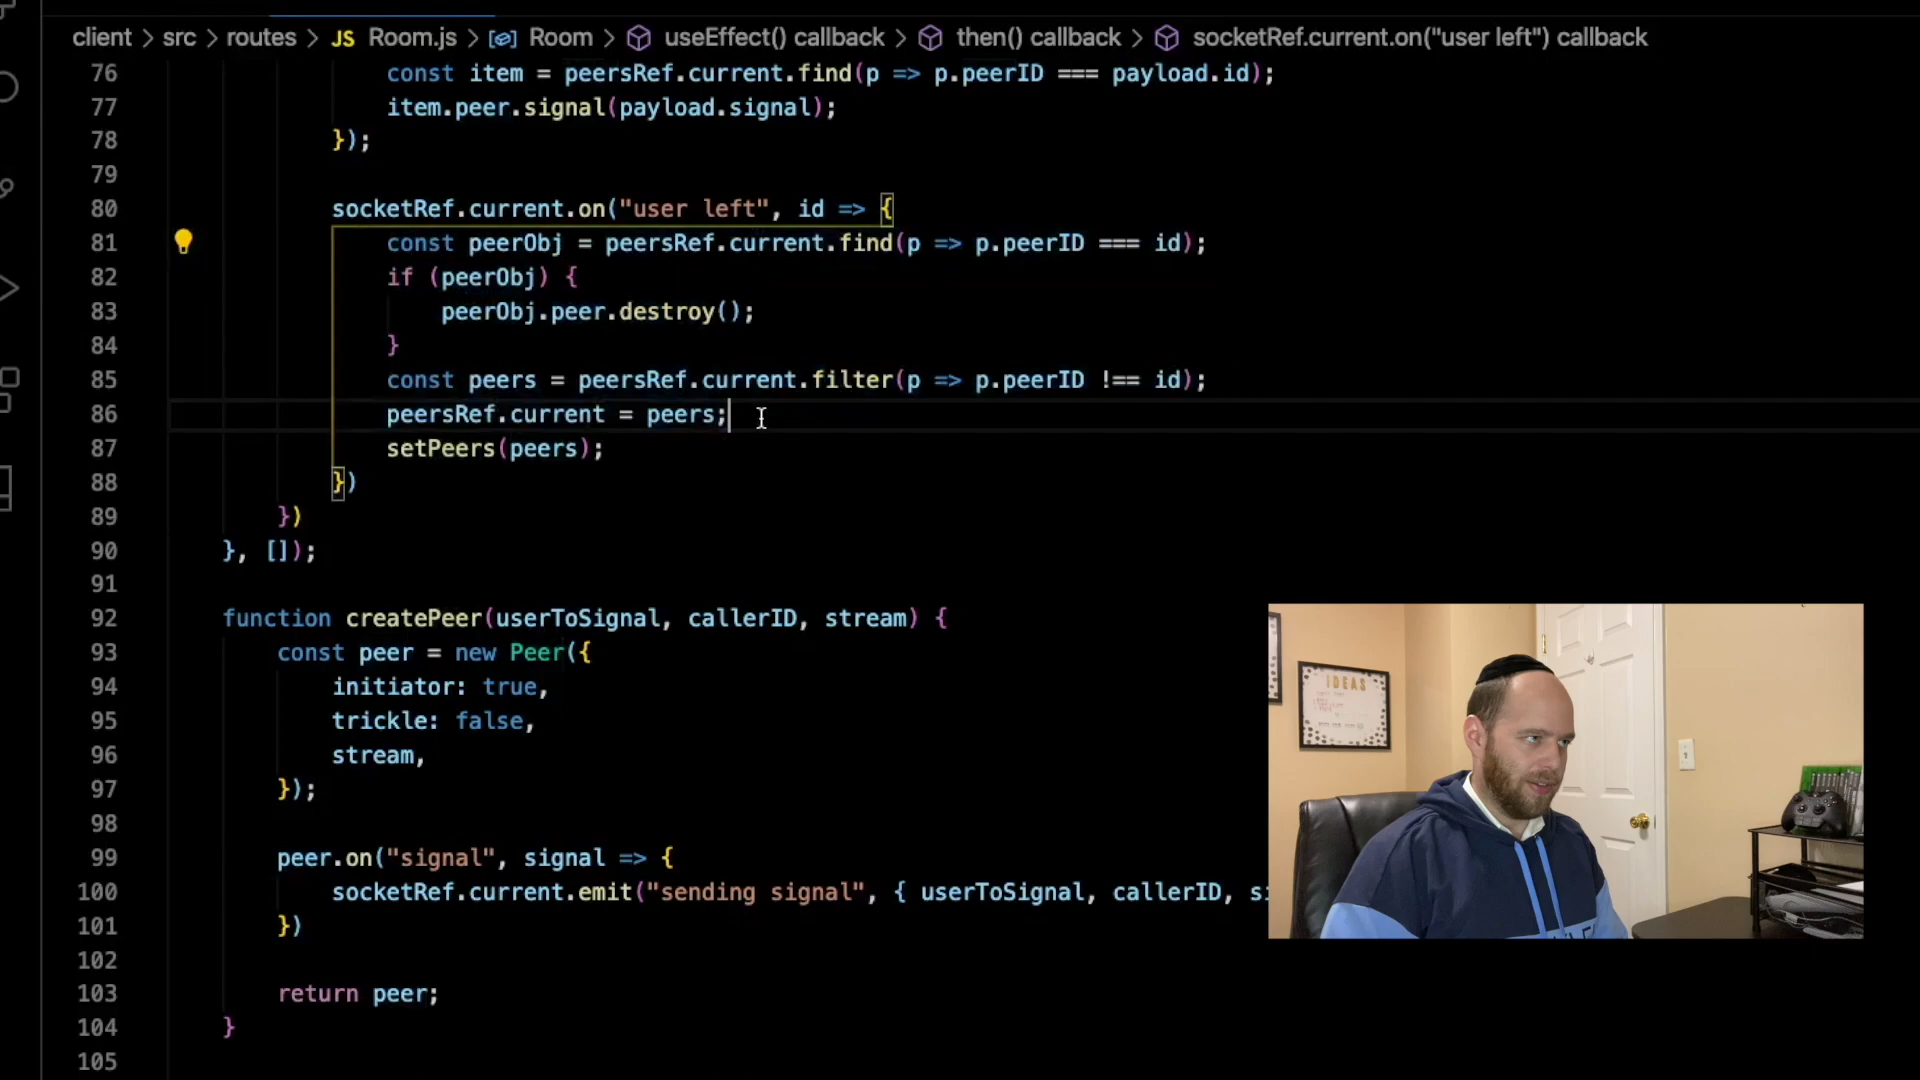 client > src > routes > JS Room.js > Room > useEffect() callback > then() callback > socketRef.current.on("user left") callback
76 const item = peersRef.current.find(p => p.peerID === payload.id);
77 item.peer.signal(payload.signal);
78 });
79
80 socketRef.current.on("user left", id => {
81 const peerObj = peersRef.current.find(p => p.peerID === id);
82 if (peerObj) {
83 peerObj.peer.destroy();
84 }
85 const peers = peersRef.current.filter(p => p.peerID !== id);
86 peersRef.current = peers;
87 setPeers(peers);
88 })
89 })
90 }, []);
91
92 function createPeer(userToSignal, callerID, stream) {
93 const peer = new Peer({
94 initiator: true,
95 trickle: false,
96 stream,
97 });
98
99 peer.on("signal", signal => {
100 socketRef.current.emit("sending signal", { userToSignal, callerID, si
101 })
102
103 return peer;
104 }
105
IDEAS